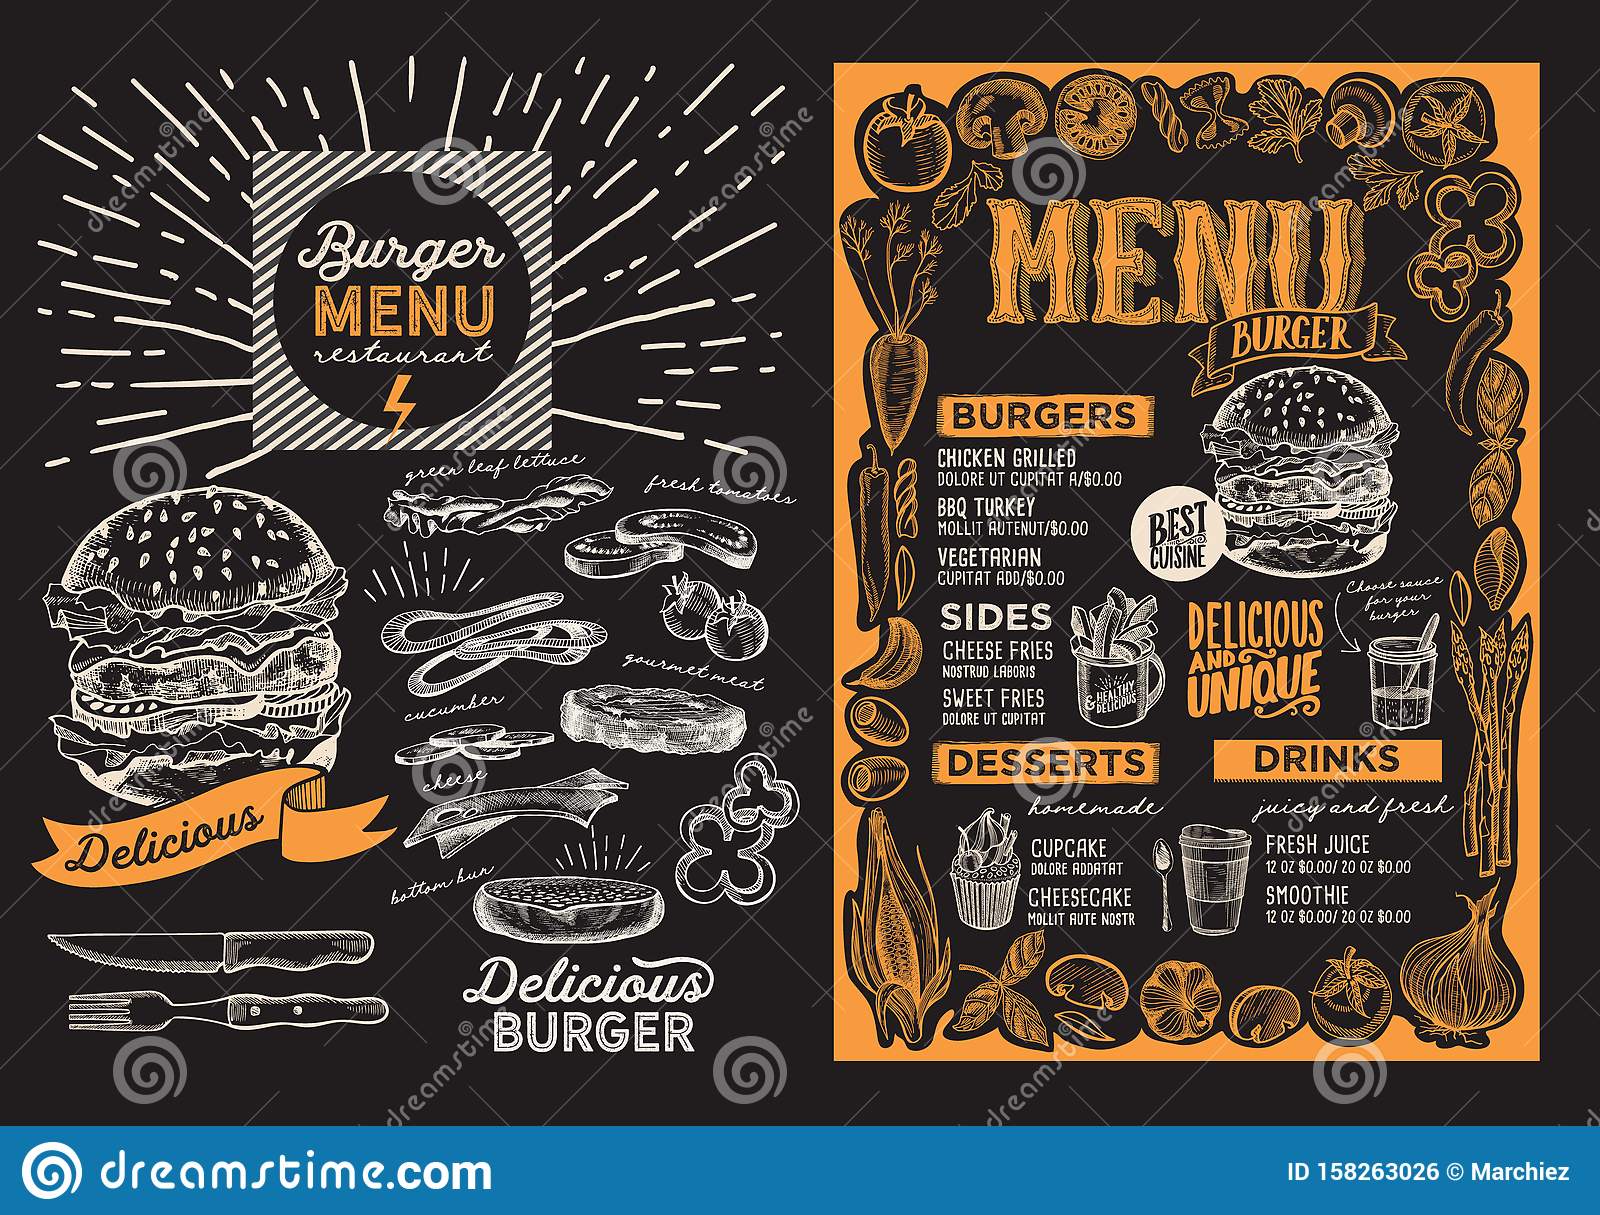 Burger
MENU
restaurant
green leaf lettuce
fresh tomatoes
gourmet meat
cucumber
cheese
bottom bun
Delicious
Delicious
BURGER
MENU
BURGER
BURGERS
CHICKEN GRILLED
DOLORE UT CUPITAT A/$0.00
BBQ TURKEY
MOLLIT AUTENUT/$0.00
VEGETARIAN
CUPITAT ADD/$0.00
BEST
CUISINE
SIDES
CHEESE FRIES
NOSTRUD LABORIS
SWEET FRIES
DOLORE UT CUPITAT
HEALTHY
& DELICIOUS
DELICIOUS
AND
UNIQUE
Choose sauce
for your
burger
DESSERTS
homemade
CUPCAKE
DOLORE ADDATAT
CHEESECAKE
MOLLIT AUTE NOSTR
DRINKS
juicy and fresh
FRESH JUICE
12 OZ $0.00/ 20 OZ $0.00
SMOOTHIE
12 OZ $0.00/ 20 OZ $0.00
dreamstime.com
ID 158263026 © Marchiez